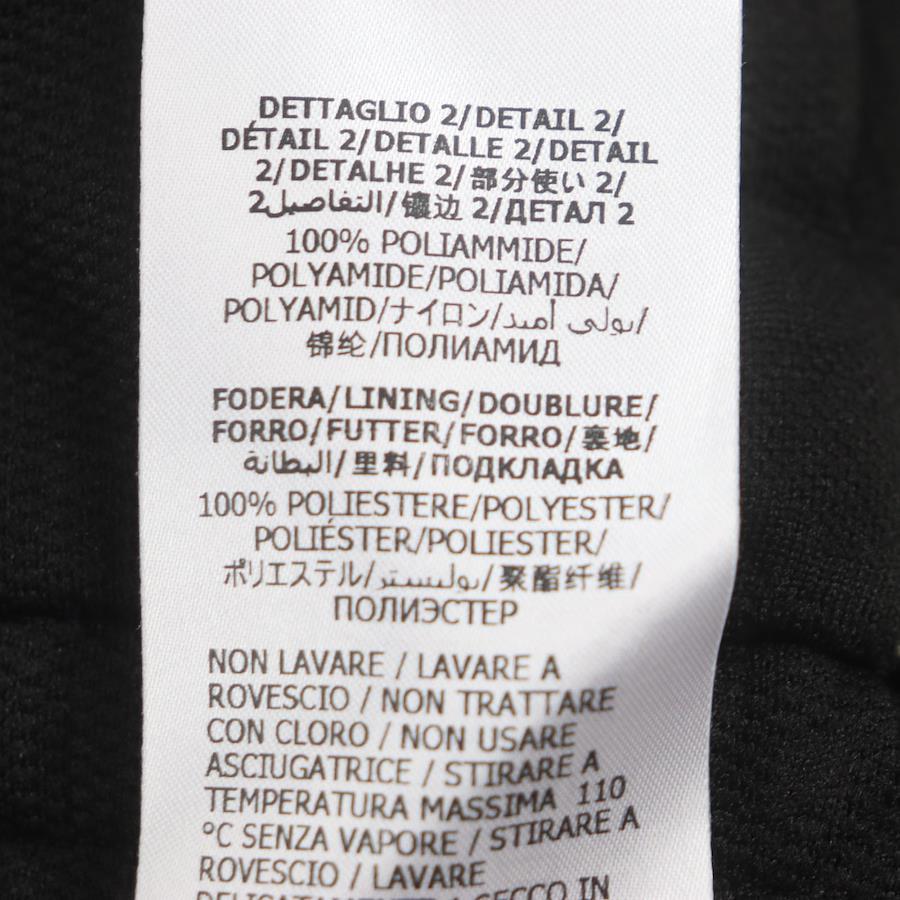 DETTAGLIO 2/DETAIL 2/
DÉTAIL 2/DETALLE 2/DETAIL
2/DETALHE 2/部分使い 2/
التفاصيل2/镶边 2/ДЕТАЛ 2
100% POLIAMMIDE/
POLYAMIDE/POLIAMIDA/
POLYAMID/ナイロン/بولي أميد/
锦纶/ПОЛИАМИД
FODERA/LINING/DOUBLURE/
FORRO/FUTTER/FORRO/裏地/
البطانة/里料/ПОДКЛАДКА
100% POLIESTERE/POLYESTER/
POLIÉSTER/POLIESTER/
ポリエステル/بوليستر/聚酯纤维/
ПОЛИЭСТЕР
NON LAVARE / LAVARE A
ROVESCIO / NON TRATTARE
CON CLORO / NON USARE
ASCIUGATRICE / STIRARE A
TEMPERATURA MASSIMA 110
°C SENZA VAPORE / STIRARE A
ROVESCIO / LAVARE
DELICATAMENTE A SECCO IN